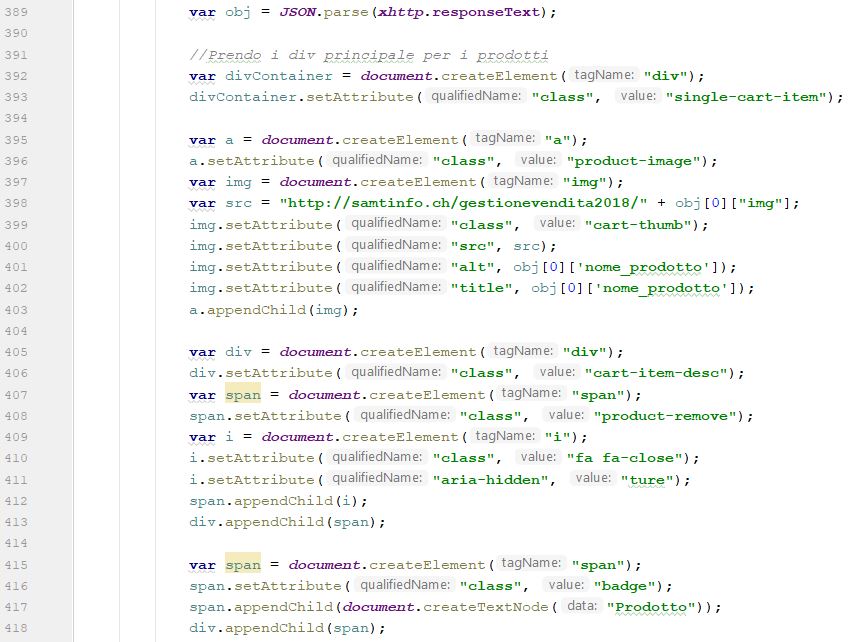 389 var obj = JSON.parse(xhttp.responseText);
390
391 //Prendo i div principale per i prodotti
392 var divContainer = document.createElement( tagName: "div");
393 divContainer.setAttribute( qualifiedName: "class", value: "single-cart-item");
394
395 var a = document.createElement( tagName: "a");
396 a.setAttribute( qualifiedName: "class", value: "product-image");
397 var img = document.createElement( tagName: "img");
398 var src = "http://samtinfo.ch/gestionevendita2018/" + obj[0]["img"];
399 img.setAttribute( qualifiedName: "class", value: "cart-thumb");
400 img.setAttribute( qualifiedName: "src", src);
401 img.setAttribute( qualifiedName: "alt", obj[0]['nome_prodotto']);
402 img.setAttribute( qualifiedName: "title", obj[0]['nome_prodotto']);
403 a.appendChild(img);
404
405 var div = document.createElement( tagName: "div");
406 div.setAttribute( qualifiedName: "class", value: "cart-item-desc");
407 var span = document.createElement( tagName: "span");
408 span.setAttribute( qualifiedName: "class", value: "product-remove");
409 var i = document.createElement( tagName: "i");
410 i.setAttribute( qualifiedName: "class", value: "fa fa-close");
411 i.setAttribute( qualifiedName: "aria-hidden", value: "ture");
412 span.appendChild(i);
413 div.appendChild(span);
414
415 var span = document.createElement( tagName: "span");
416 span.setAttribute( qualifiedName: "class", value: "badge");
417 span.appendChild(document.createTextNode( data: "Prodotto"));
418 div.appendChild(span);